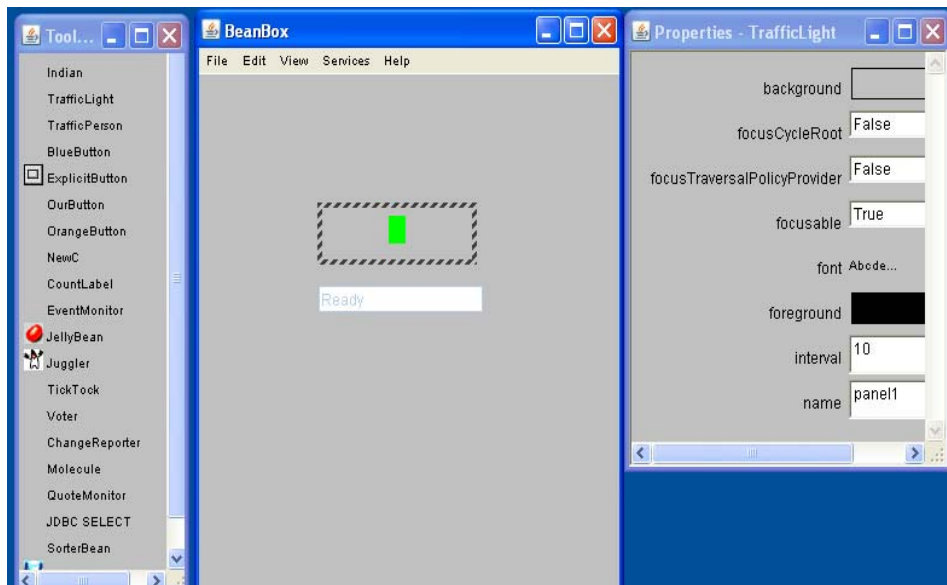 Tool...
Indian
TrafficLight
TrafficPerson
BlueButton
ExplicitButton
OurButton
OrangeButton
NewC
CountLabel
EventMonitor
JellyBean
Juggler
TickTock
Voter
ChangeReporter
Molecule
QuoteMonitor
JDBC SELECT
SorterBean
BeanBox
File Edit View Services Help
Ready
Properties - TrafficLight
background
focusCycleRoot False
focusTraversalPolicyProvider False
focusable True
font Abcde...
foreground
interval 10
name panel1